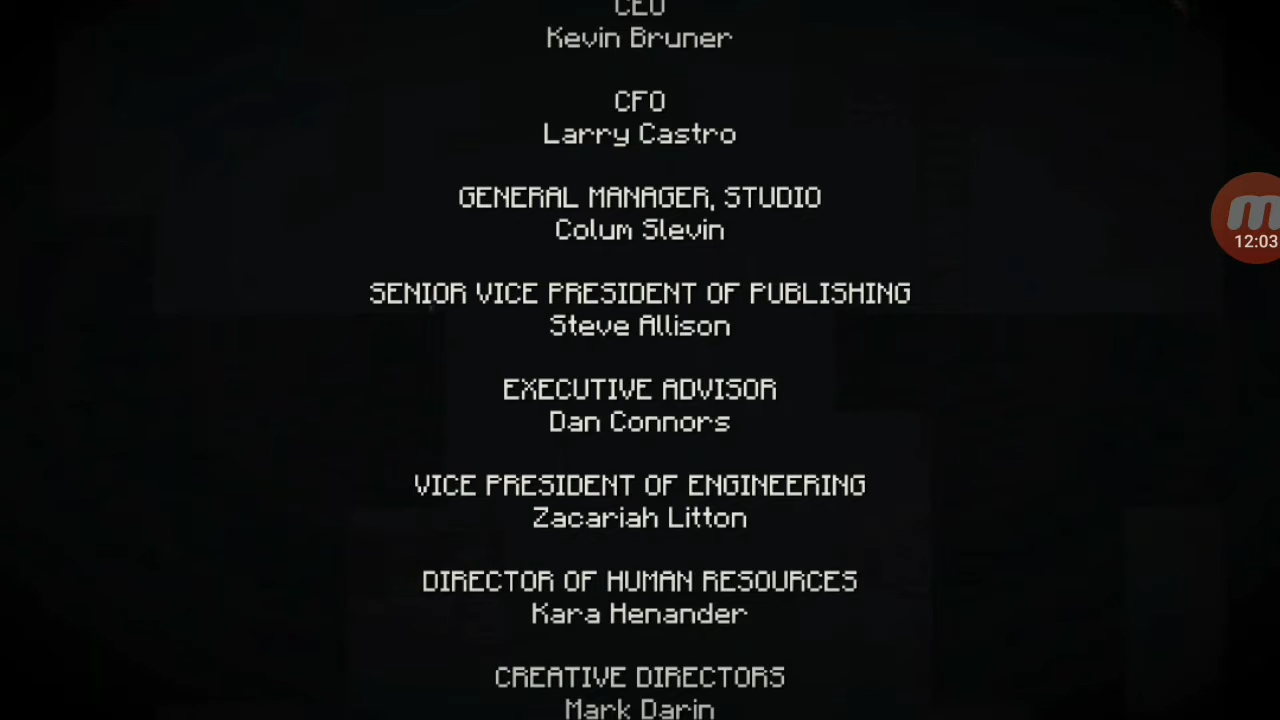 CEO
Kevin Bruner
CFO
Larry Castro
GENERAL MANAGER, STUDIO
Colum Slevin
SENIOR VICE PRESIDENT OF PUBLISHING
Steve Allison
EXECUTIVE ADVISOR
Dan Connors
VICE PRESIDENT OF ENGINEERING
Zacariah Litton
DIRECTOR OF HUMAN RESOURCES
Kara Henander
CREATIVE DIRECTORS
Mark Darin
m
12:03